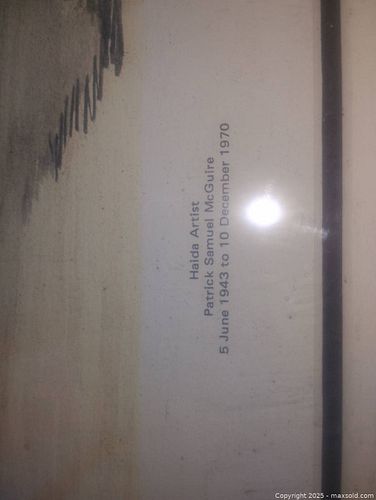 Haida Artist
Patrick Samuel McGuire
5 June 1943 to 10 December 1970
Copyright 2025 - maxsold.com